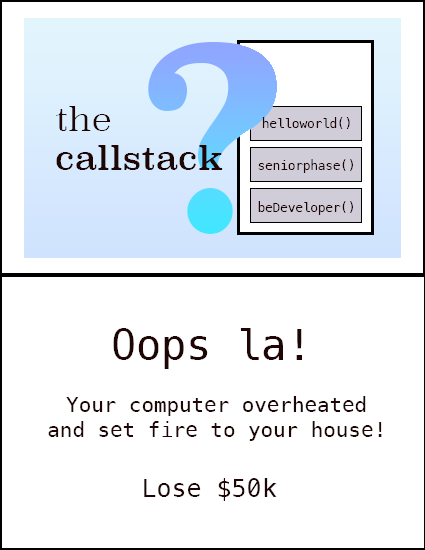 ?
the
callstack
helloworld()
seniorphase()
beDeveloper()
Oops la!
Your computer overheated
and set fire to your house!
Lose $50k